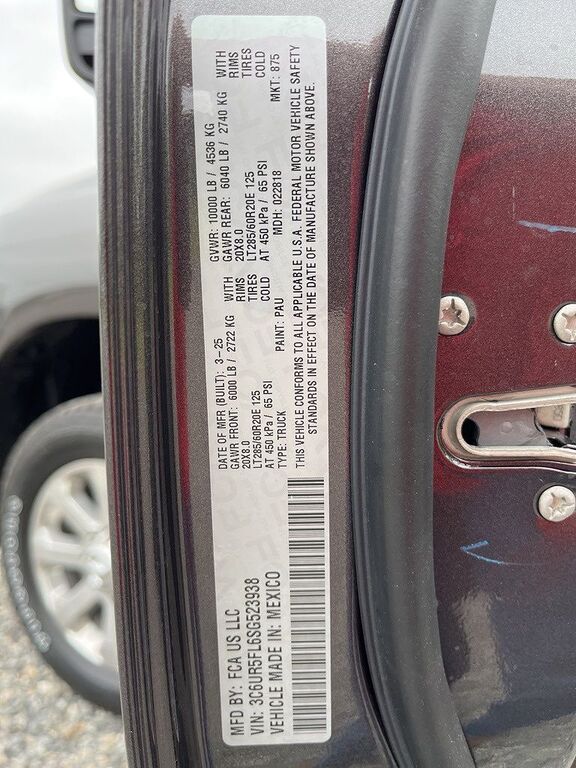 MFD BY: FCA US LLC
VIN: 3C6UR5FL6SG523938
VEHICLE MADE IN: MEXICO
DATE OF MFR (BUILT): 3-25
GVWR: 10000 LB / 4536 KG
GAWR FRONT: 6000 LB / 2722 KG WITH
20X8.0 RIMS
LT285/60R20E 125 TIRES
AT 450 kPa / 65 PSI COLD
GAWR REAR: 6040 LB / 2740 KG WITH
20X8.0 RIMS
LT285/60R20E 125 TIRES
AT 450 kPa / 65 PSI COLD
TYPE: TRUCK PAINT: PAU MDH: 022818 MKT: 875
THIS VEHICLE CONFORMS TO ALL APPLICABLE U.S.A. FEDERAL MOTOR VEHICLE SAFETY
STANDARDS IN EFFECT ON THE DATE OF MANUFACTURE SHOWN ABOVE.